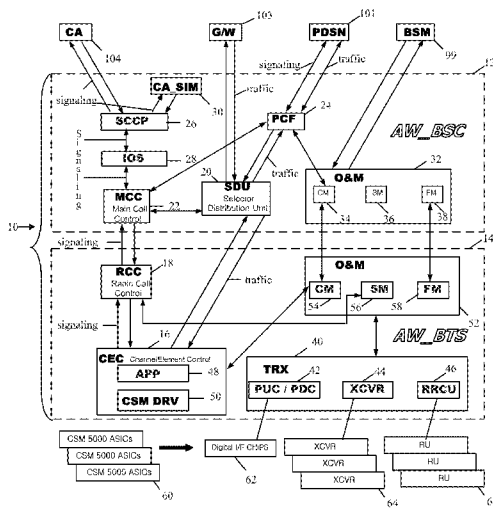 CA
G/W
103
PDSN
101
BSM
104
99
signaling
traffic
signaling
traffic
12
CA_SIM
30
SCCP
26
PCF
24
AW_BSC
Signaling
IOS
28
traffic
32
O&M
20
SDU
Selector
Distribution Unit
CM
34
SM
36
FM
38
MCC
Main Call
Control
22
10
14
signaling
RCC
Radio Call
Control
18
O&M
CM
54
SM
56
FM
58
52
traffic
signaling
16
AW_BTS
CEC Channel/Element Control
APP
48
CSM DRV
50
40
TRX
42
PUC / PDC
44
XCVR
46
RRCU
CSM 5000 ASICs
CSM 5000 ASICs
CSM 5000 ASICs
60
62
XCVR
XCVR
XCVR
64
RU
RU
RU